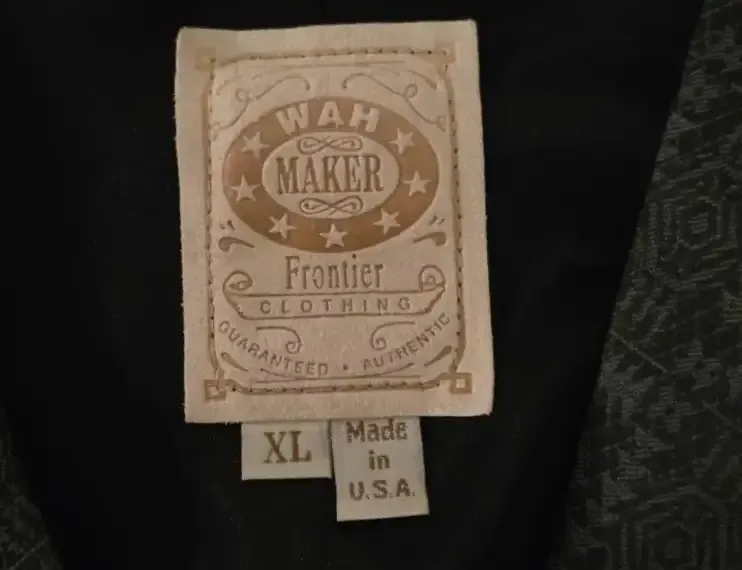 WAH
MAKER
Frontier
CLOTHING
GUARANTEED • AUTHENTIC
XL
Made
in
U.S.A.